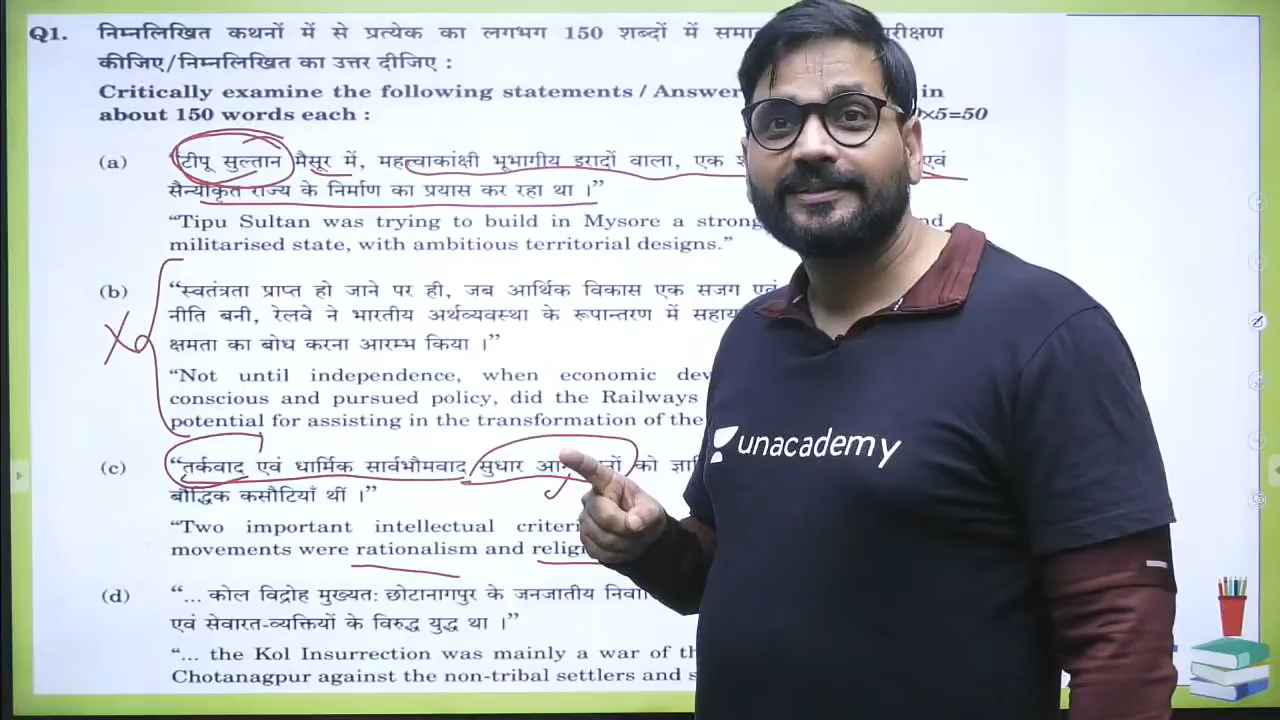 Q1. निम्नलिखित कथनों में से प्रत्येक का लगभग 150 शब्दों में
कीजिए/निम्नलिखित का उत्तर दीजिए :
Critically examine the following statements / Answer in
about 150 words each : ×5=50
(a) "टीपू सुल्तान मैसूर में, महत्वाकांक्षी भूभागीय इरादों वाला, एक एवं
सैन्यीकृत राज्य के निर्माण का प्रयास कर रहा था ।"
"Tipu Sultan was trying to build in Mysore a strong
militarised state, with ambitious territorial designs."
(b) "स्वतंत्रता प्राप्त हो जाने पर ही, जब आर्थिक विकास एक सजग एवं
नीति बनी, रेलवे ने भारतीय अर्थव्यवस्था के रूपान्तरण में
क्षमता का बोध करना आरम्भ किया ।"
"Not until independence, when economic
conscious and pursued policy, did the Railways
potential for assisting in the transformation of the
(c) "तर्कवाद एवं धार्मिक सार्वभौमवाद सुधार को
बौद्धिक कसौटियाँ थीं ।"
"Two important intellectual
movements were rationalism and
(d) "... कोल विद्रोह मुख्यत: छोटानागपुर के जनजातीय
एवं सेवारत-व्यक्तियों के विरुद्ध युद्ध था ।"
"... the Kol Insurrection was mainly a war of
Chotanagpur against the non-tribal settlers and
unacademy